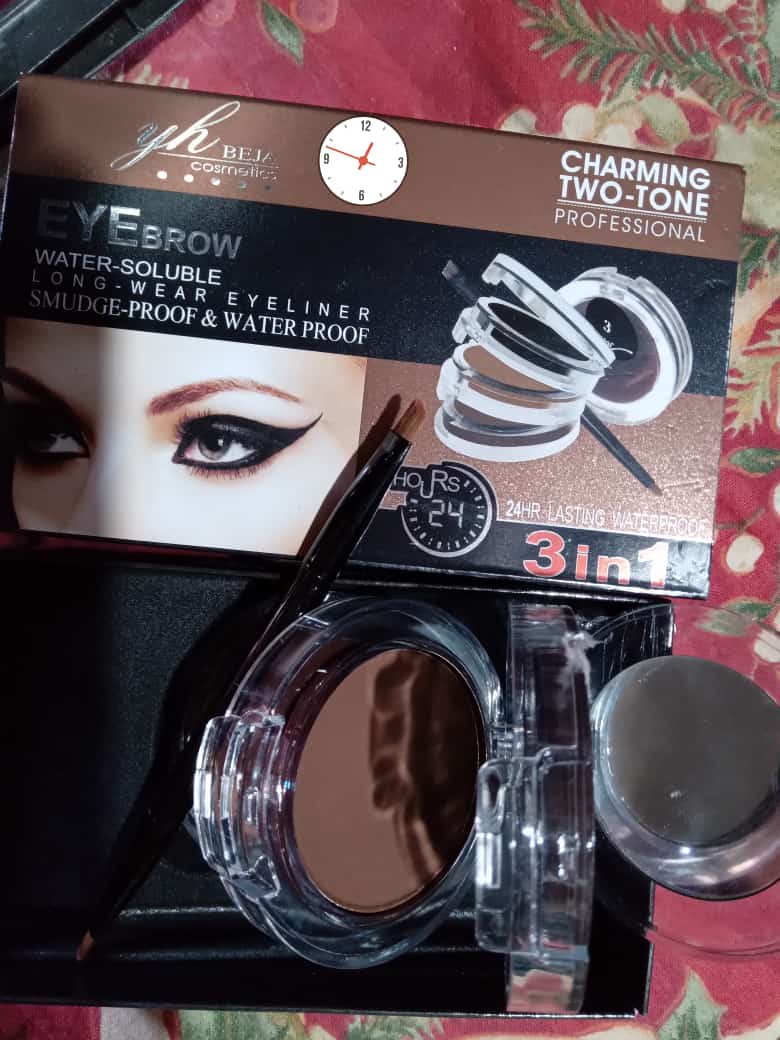 yh BEJA
cosmetics
12
3
6
9
CHARMING
TWO-TONE
PROFESSIONAL
EYEBROW
WATER-SOLUBLE
LONG-WEAR EYELINER
SMUDGE-PROOF & WATER PROOF
3
HOURS
24
24HR LASTING WATERPROOF
3in1